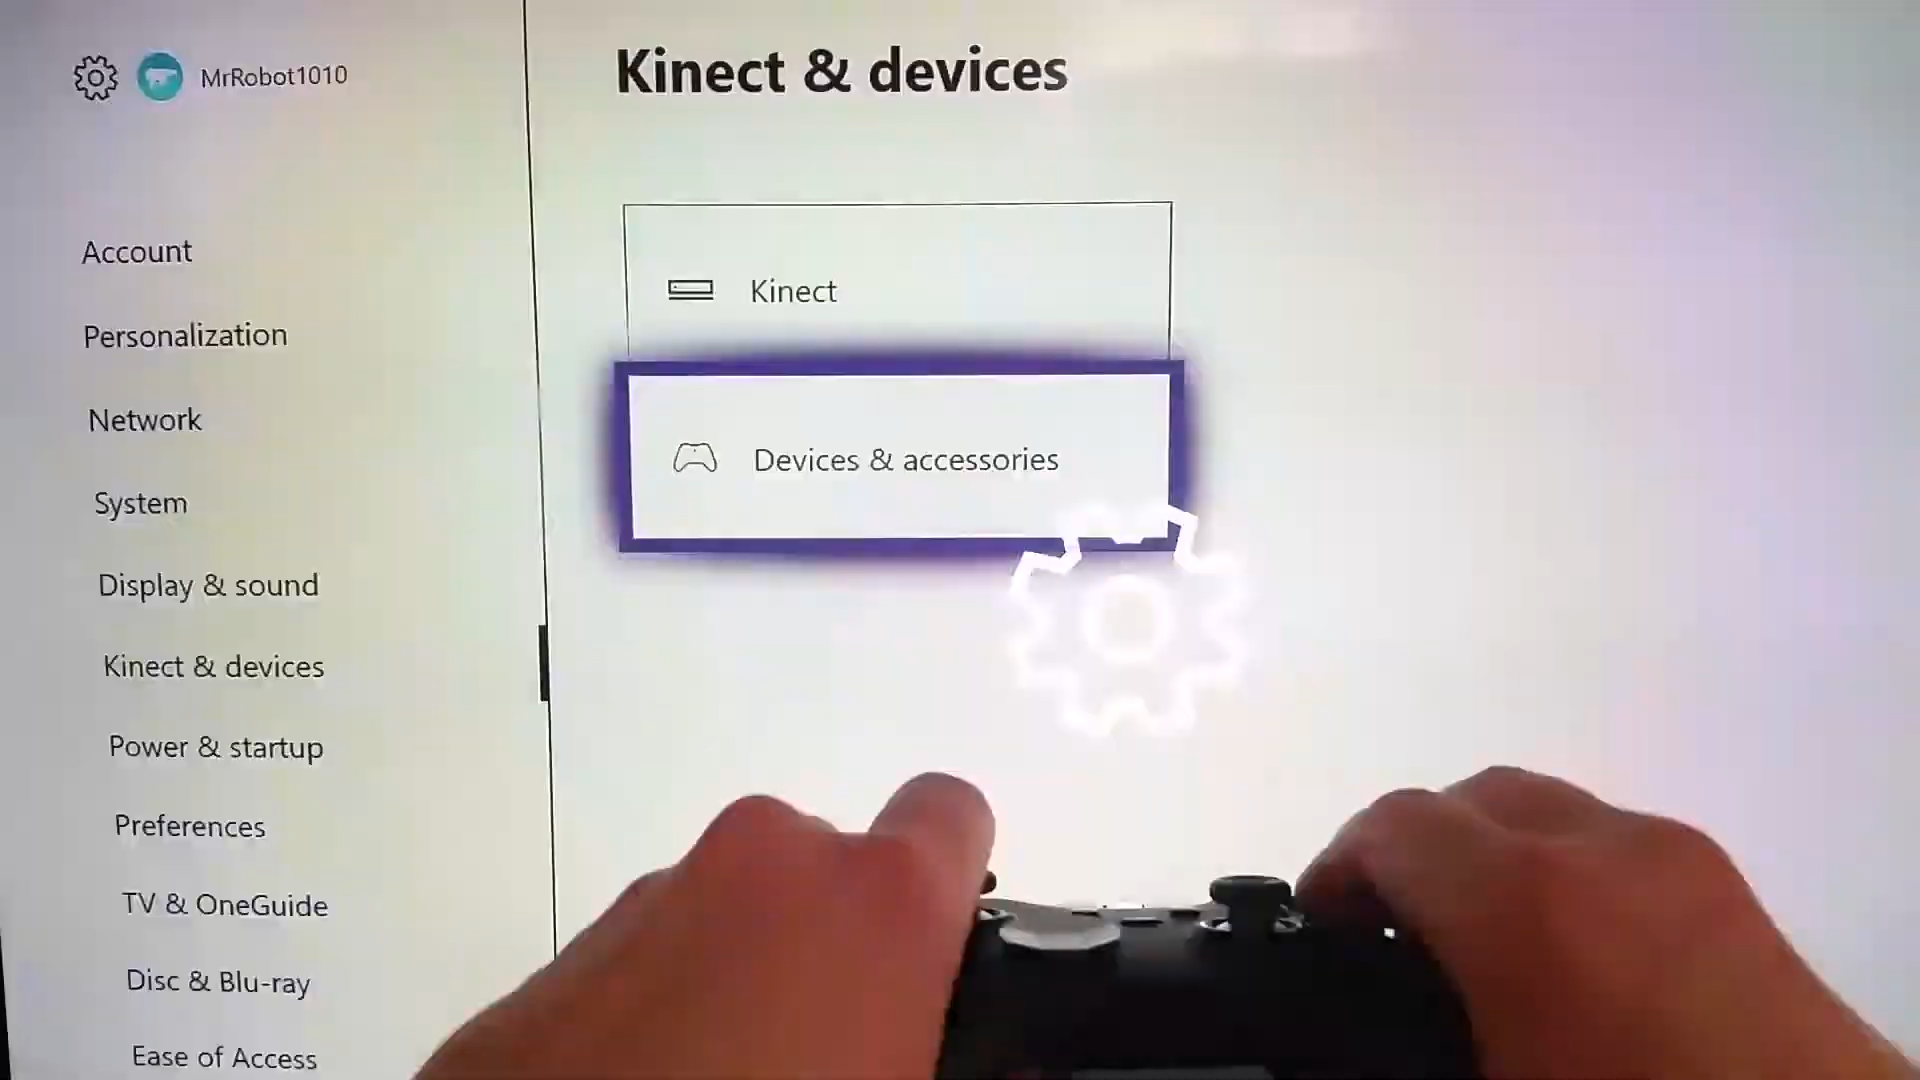 MrRobot1010
Account
Personalization
Network
System
Display & sound
Kinect & devices
Power & startup
Preferences
TV & OneGuide
Disc & Blu-ray
Ease of Access
Kinect & devices
Kinect
Devices & accessories